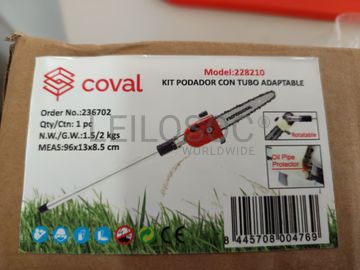 coval
Model:228210
KIT PODADOR CON TUBO ADAPTABLE
Order No.:236702
Qty/Ctn: 1 pc
N.W./G.W.:1.5/2 kgs
MEAS:96x13x8.5 cm
EILOSOC®
WORLDWIDE
Rotatable
Oil Pipe
Protector
8 445708 004769